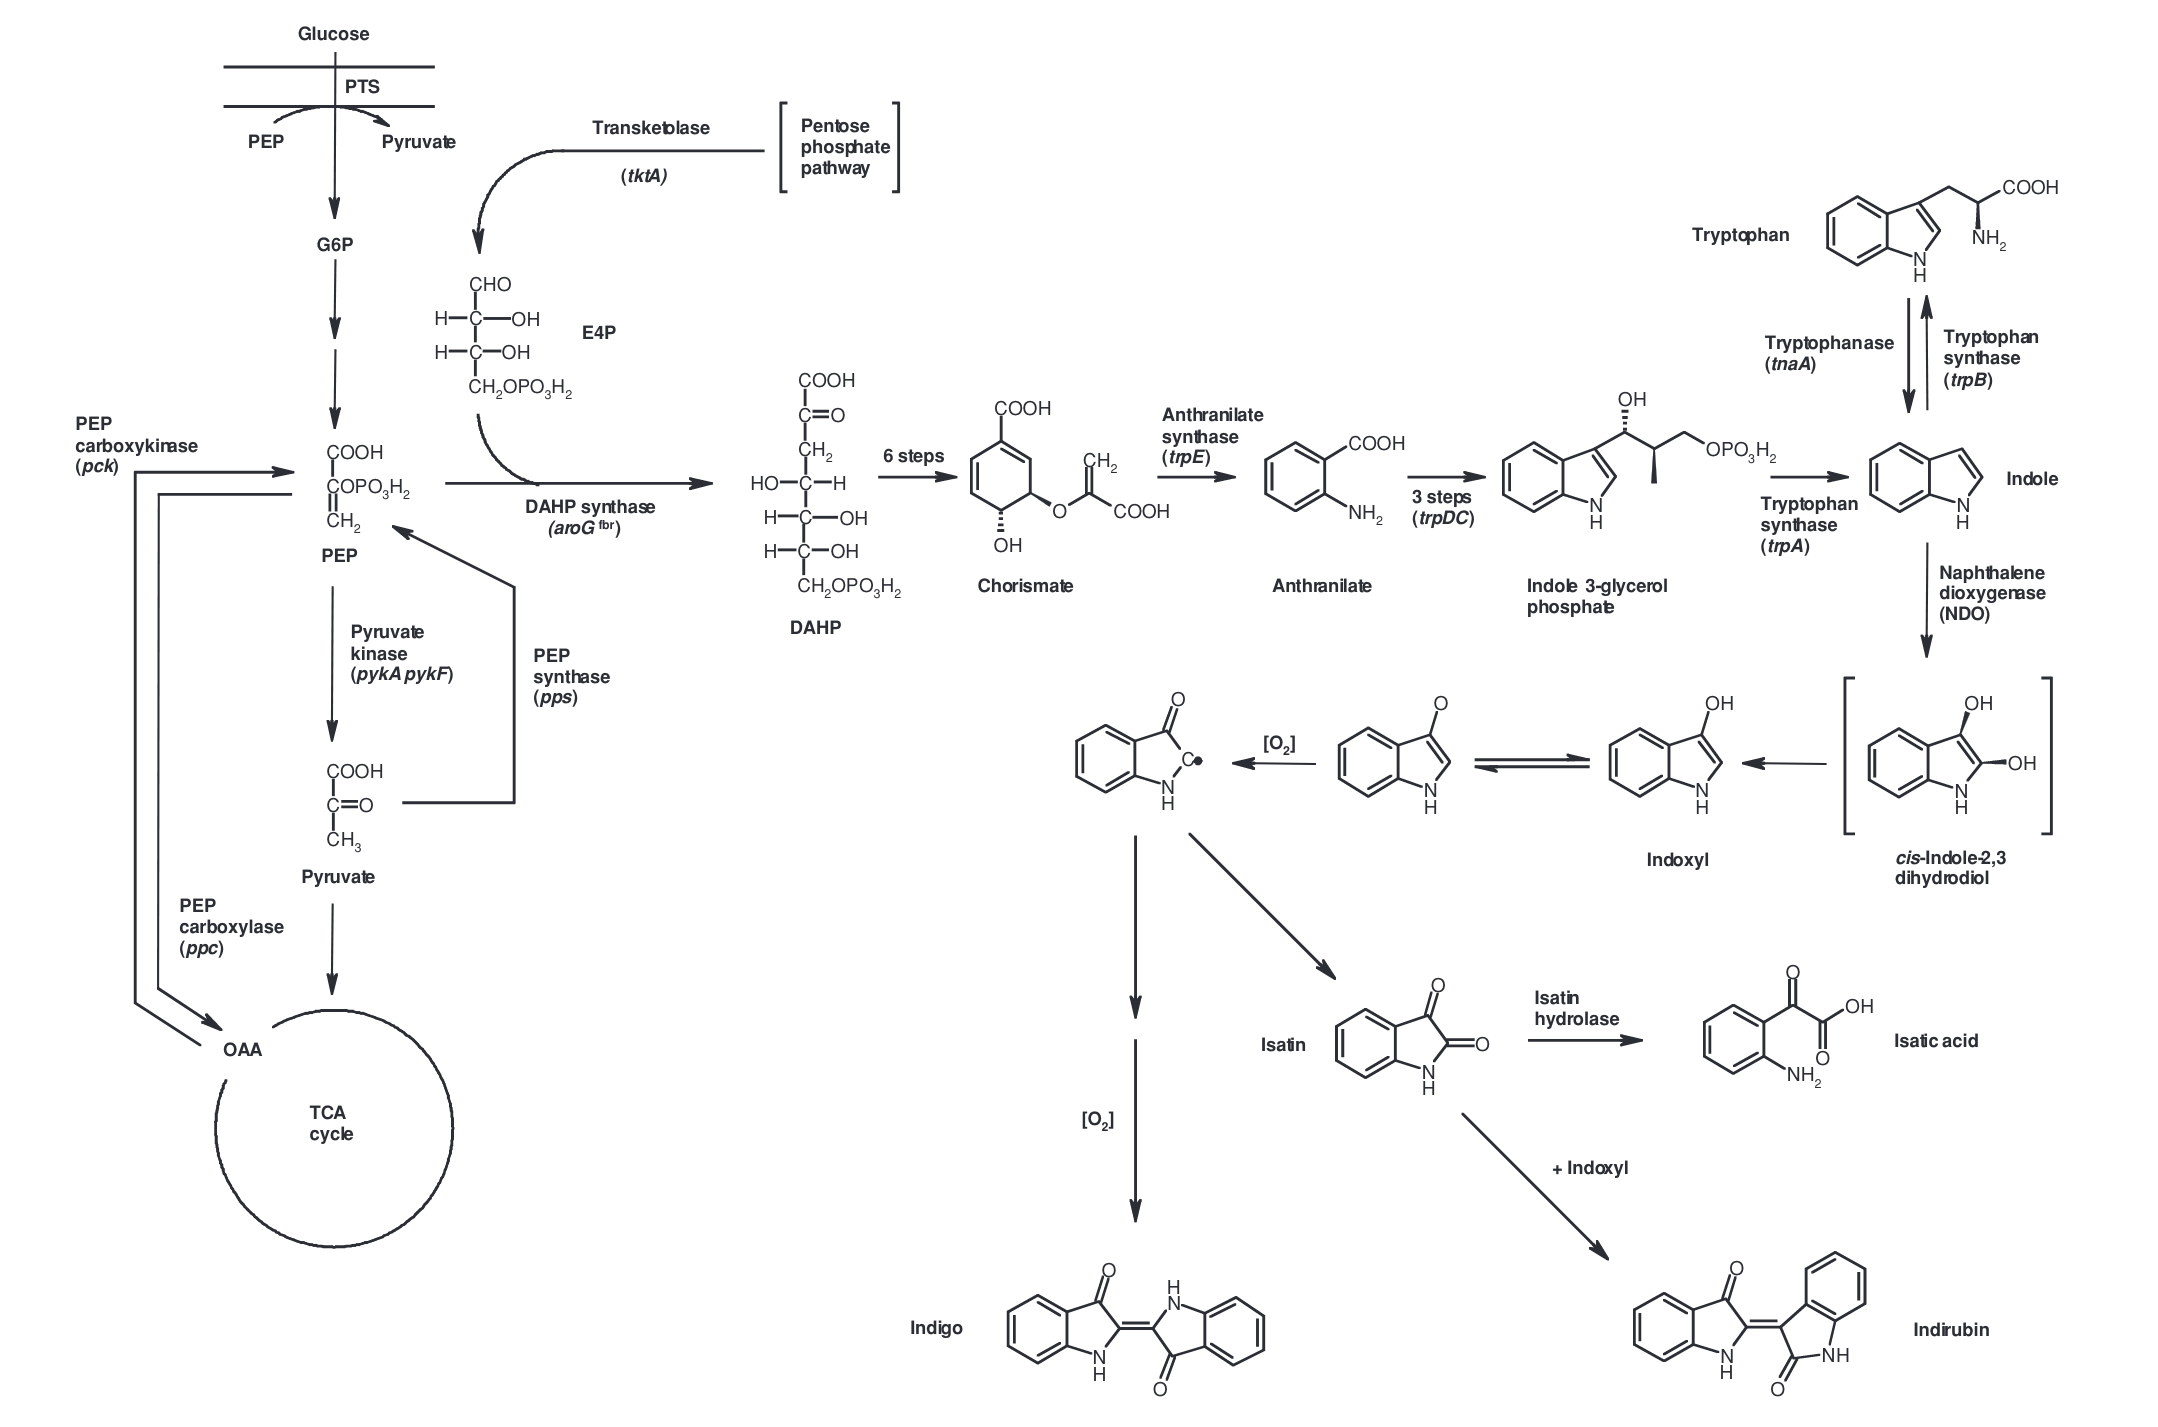 Glucose
PTS
PEP
Pyruvate
Transketolase
(tktA)
Pentose
phosphate
pathway
G6P
CHO
H C OH
H C OH
CH2OPO3H2
E4P
PEP
carboxykinase
(pck)
COOH
COPO3H2
CH2
PEP
DAHP synthase
(aroG fbr)
COOH
C=O
CH2
HO C H
H C OH
H C OH
CH2OPO3H2
DAHP
6 steps
COOH
CH2
O
COOH
OH
Chorismate
Anthranilate
synthase
(trpE)
COOH
NH2
Anthranilate
3 steps
(trpDC)
OH
OPO3H2
N
H
Indole 3-glycerol
phosphate
Tryptophan
synthase
(trpA)
Tryptophan
COOH
NH2
N
H
Tryptophanase
(tnaA)
Tryptophan
synthase
(trpB)
N
H
Indole
Naphthalene
dioxygenase
(NDO)
OH
OH
N
H
cis-Indole-2,3
dihydrodiol
OH
N
H
Indoxyl
O
N
H
[O2]
O
C•
N
H
Pyruvate
kinase
(pykA pykF)
PEP
synthase
(pps)
COOH
C=O
CH3
Pyruvate
PEP
carboxylase
(ppc)
OAA
TCA
cycle
Isatin
O
O
N
H
Isatin
hydrolase
O
OH
O
NH2
Isatic acid
[O2]
+ Indoxyl
Indigo
O
H
N
N
H
O
O
N
H
NH
O
Indirubin